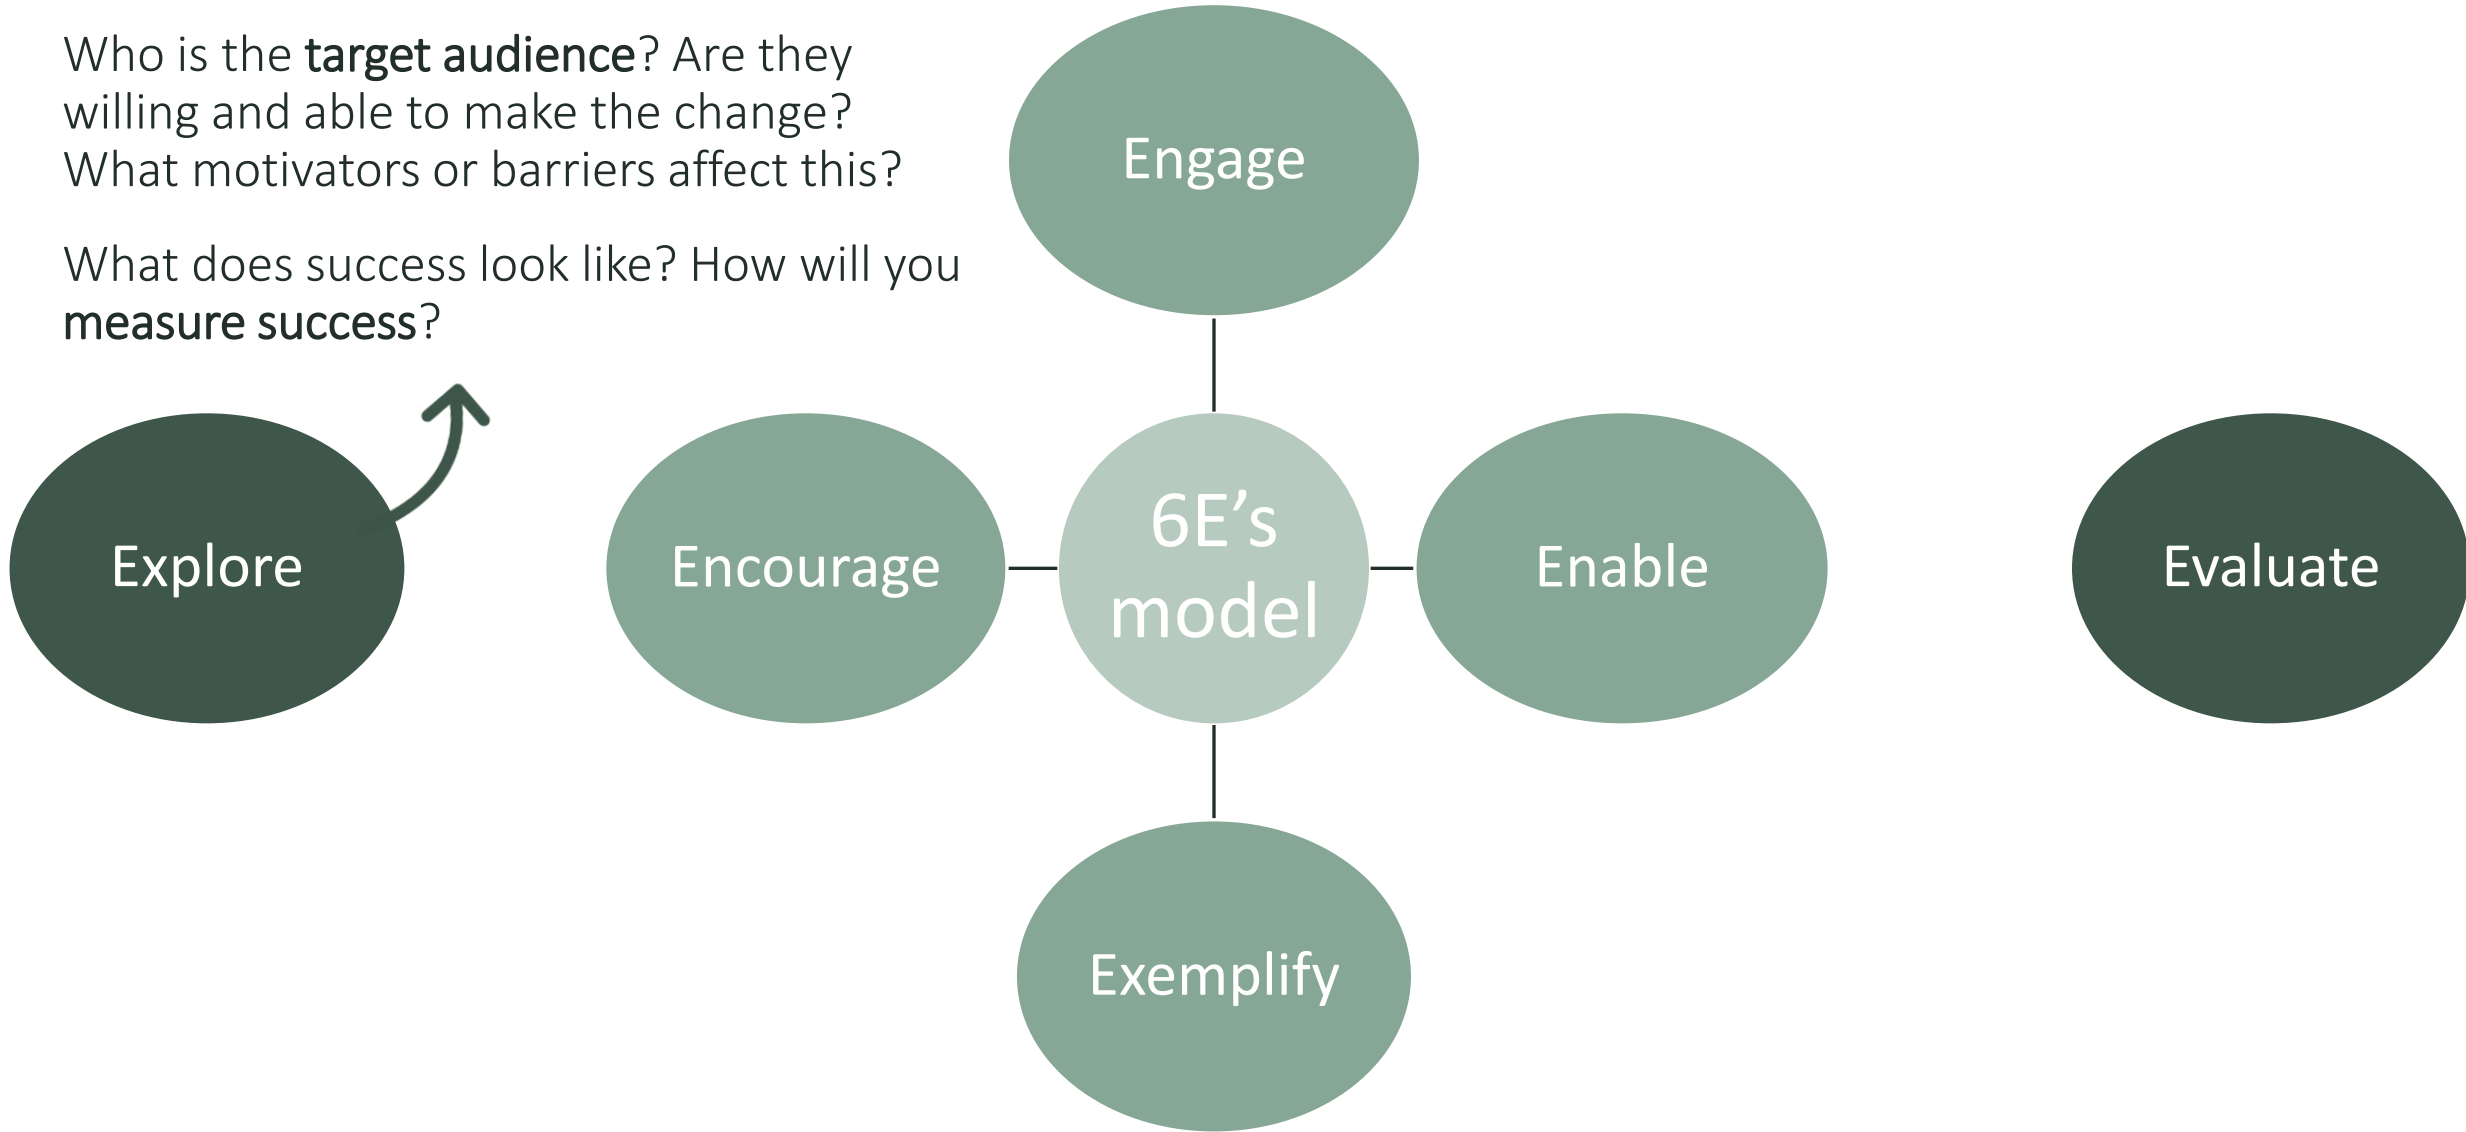 Who is the target audience? Are they
willing and able to make the change?
What motivators or barriers affect this?
What does success look like? How will you
measure success?
Engage
Explore
Encourage
6E’s
model
Enable
Evaluate
Exemplify